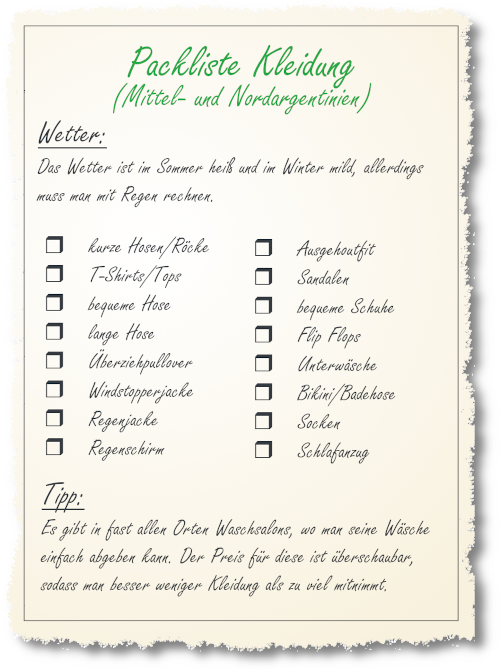 Packliste Kleidung
(Mittel- und Nordargentinien)
Wetter:
Das Wetter ist im Sommer heiß und im Winter mild, allerdings
muss man mit Regen rechnen.
kurze Hosen/Röcke
T-Shirts/Tops
bequeme Hose
lange Hose
Überziehpullover
Windstopperjacke
Regenjacke
Regenschirm
Ausgehoutfit
Sandalen
bequeme Schuhe
Flip Flops
Unterwäsche
Bikini/Badehose
Socken
Schlafanzug
Tipp:
Es gibt in fast allen Orten Waschsalons, wo man seine Wäsche
einfach abgeben kann. Der Preis für diese ist überschaubar,
sodass man besser weniger Kleidung als zu viel mitnimmt.